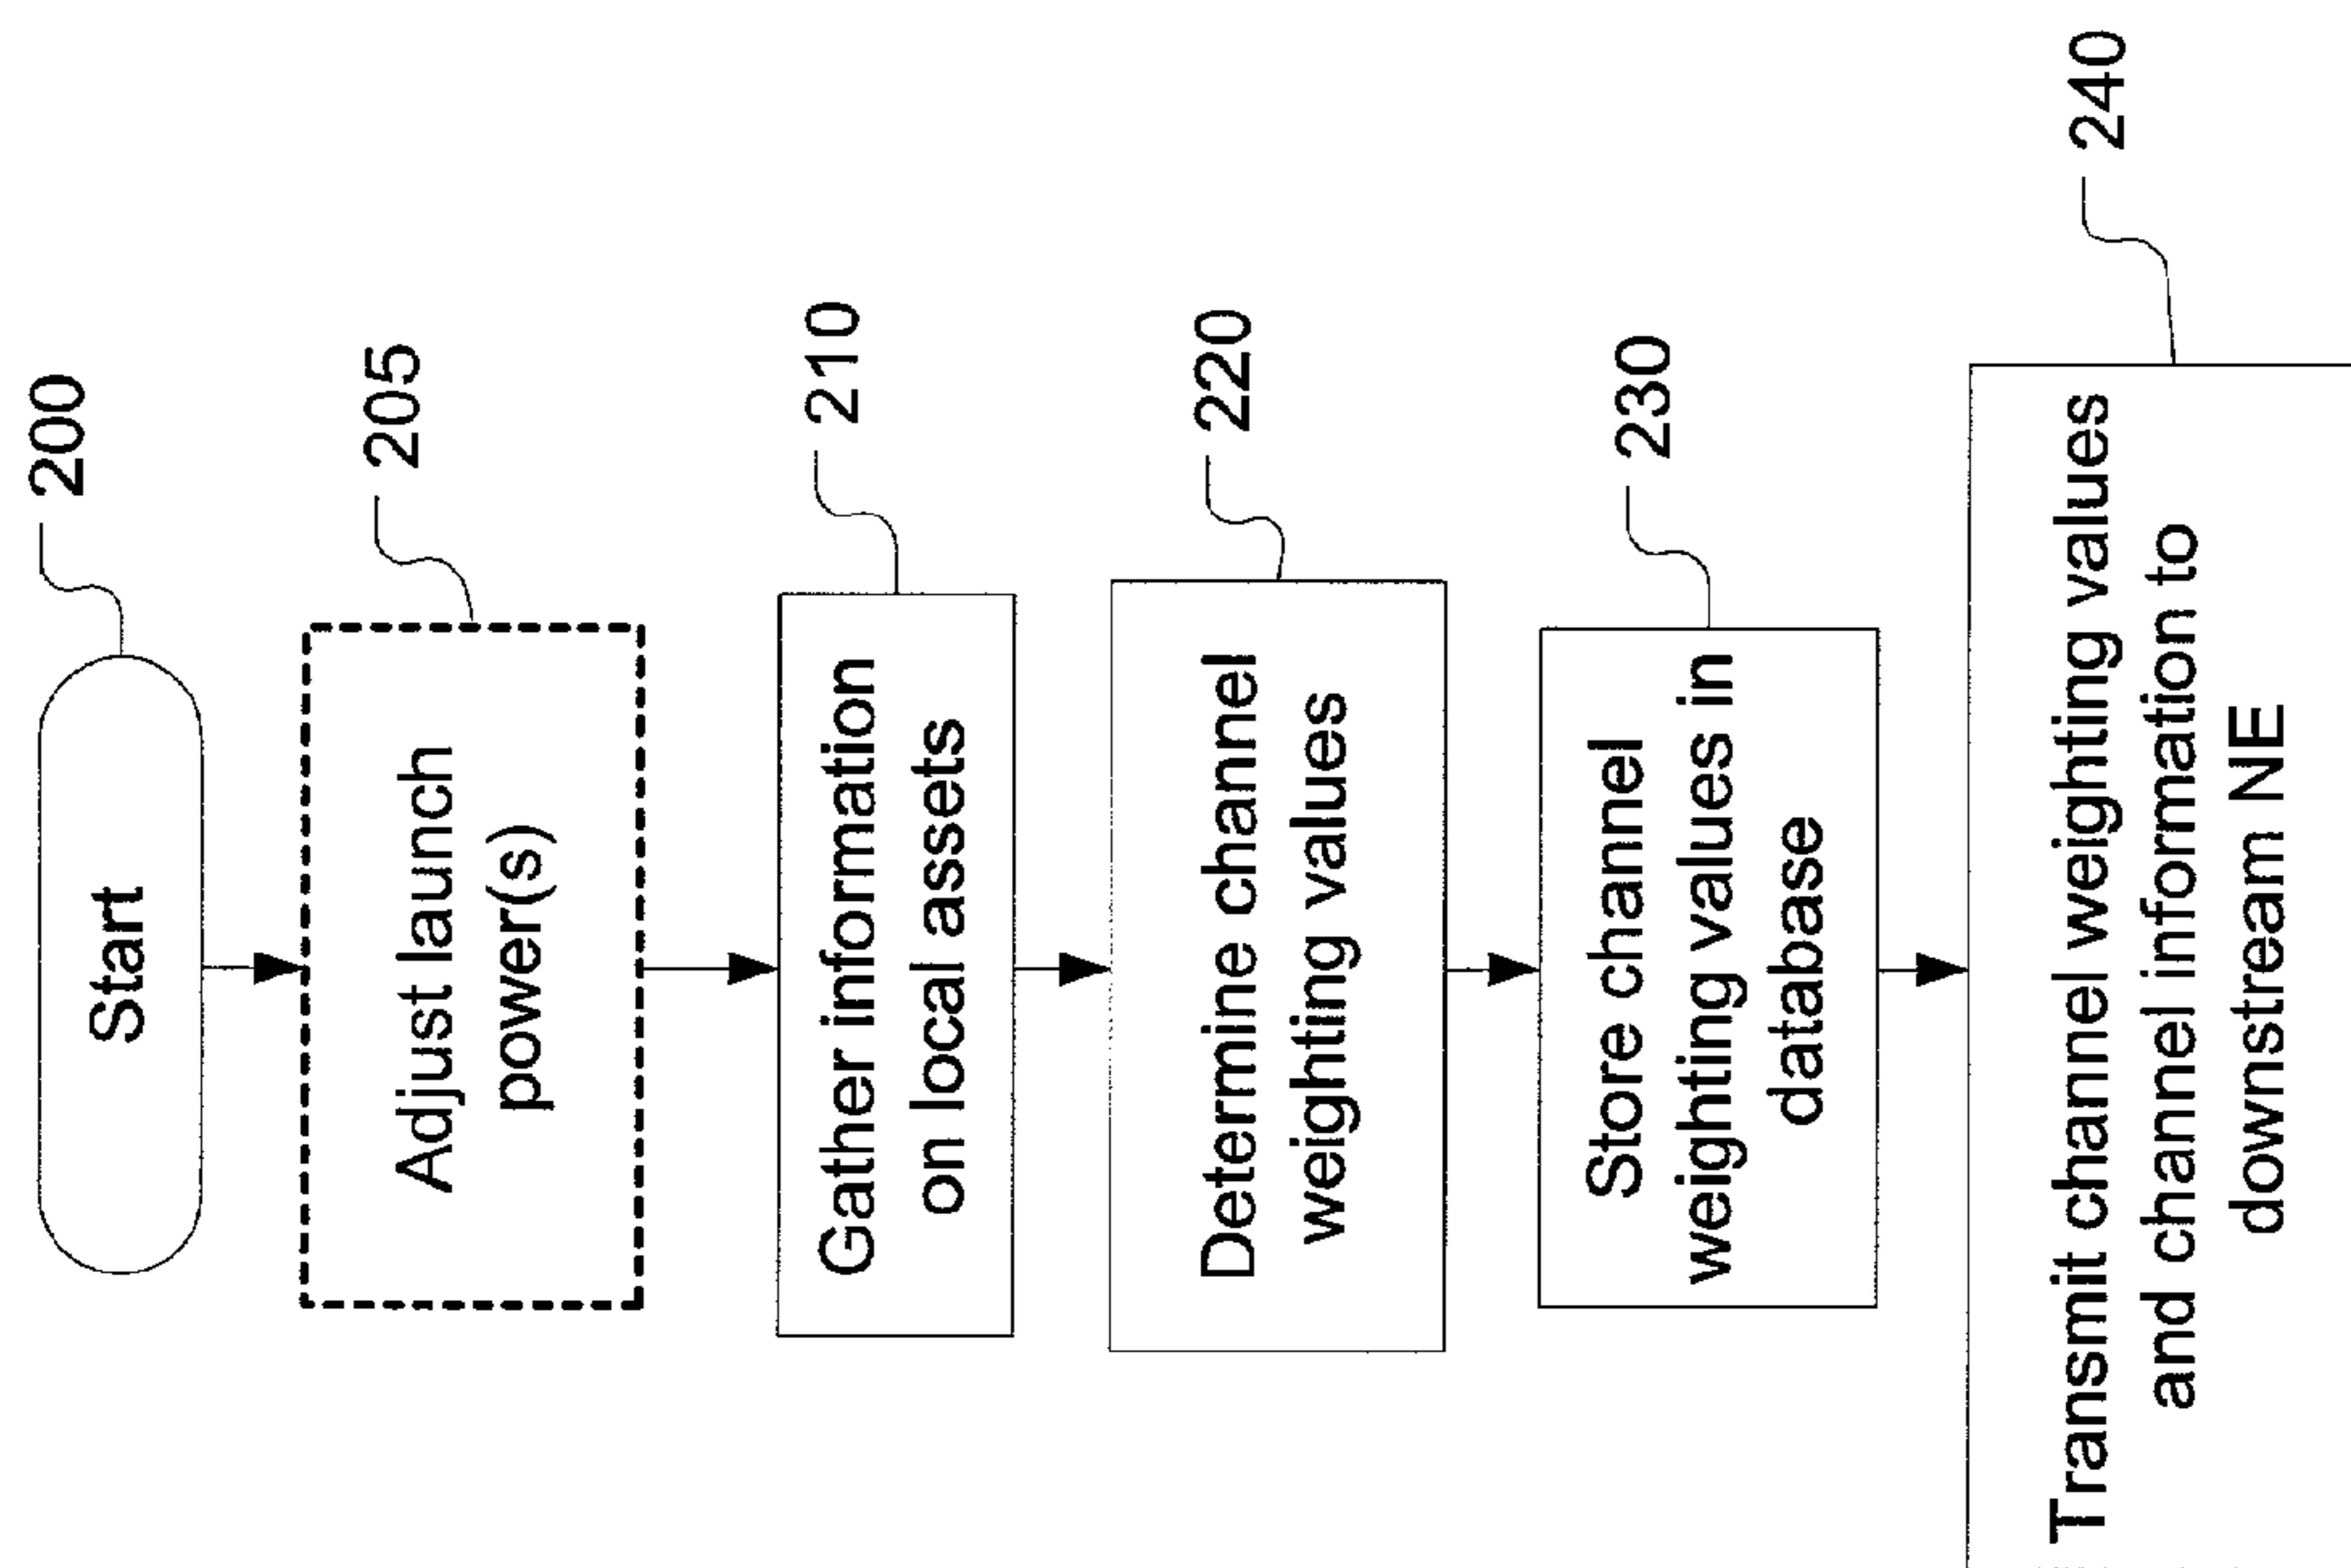 Start
200
Adjust launch
power(s)
205
Gather information
on local assets
210
Determine channel
weighting values
220
Store channel
weighting values in
database
230
Transmit channel weighting values
and channel information to
downstream NE
240